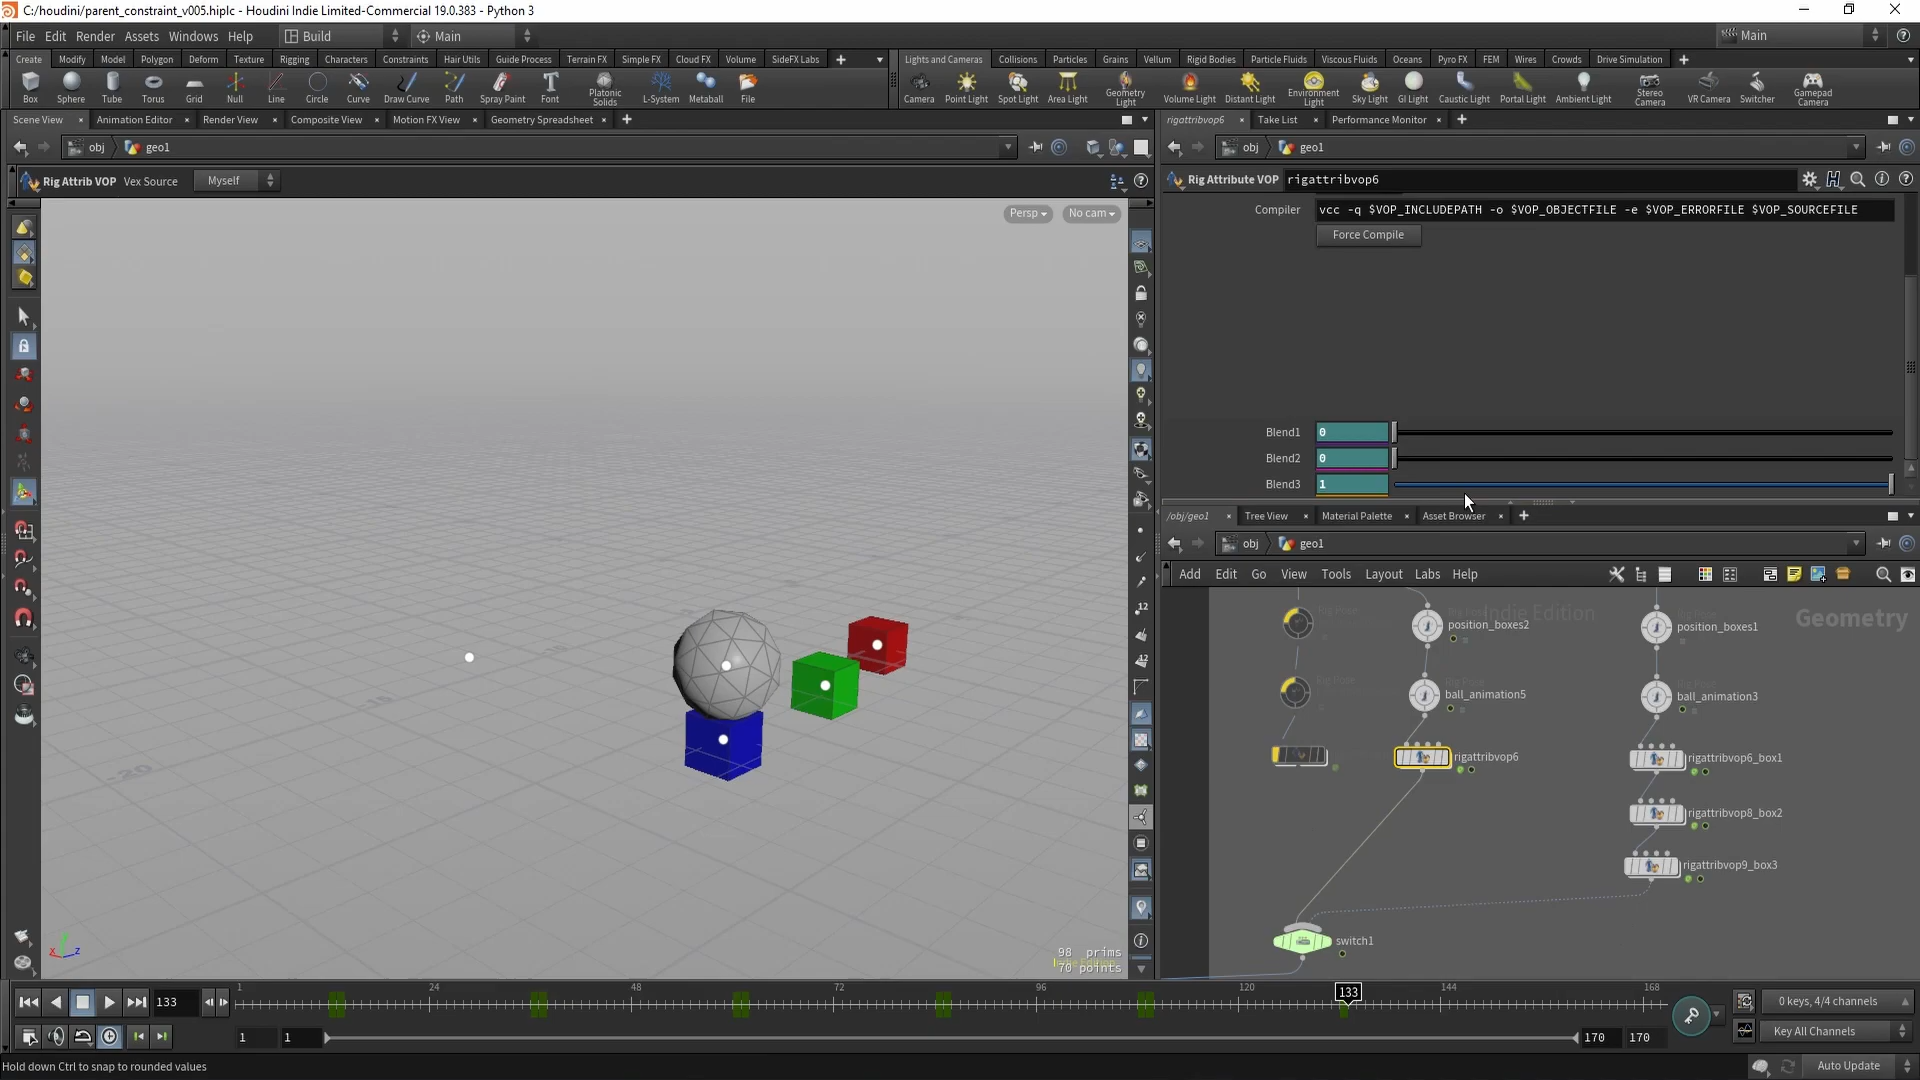 C:/houdini/parent_constraint_v005.hiplc - Houdini Indie Limited-Commercial 19.0.383 - Python 3
File Edit Render Assets Windows Help Build Main Main
Create Modify Model Polygon Deform Texture Rigging Characters Constraints Hair Utils Guide Process Terrain FX Simple FX Cloud FX Volume SideFX Labs
Lights and Cameras Collisions Particles Grains Vellum Rigid Bodies Particle Fluids Viscous Fluids Oceans Pyro FX FEM Wires Crowds Drive Simulation
Box Sphere Tube Torus Grid Null Line Circle Curve Draw Curve Path Spray Paint Font Platonic Solids L-System Metaball File
Camera Point Light Spot Light Area Light Geometry Light Volume Light Distant Light Environment Light Sky Light GI Light Caustic Light Portal Light Ambient Light Stereo Camera VR Camera Switcher Gamepad Camera
Scene View Animation Editor Render View Composite View Motion FX View Geometry Spreadsheet
rigattribvop6 Take List Performance Monitor
obj geo1
obj geo1
Rig Attrib VOP Vex Source Myself
Rig Attribute VOP rigattribvop6
Persp No cam
Compiler vcc -q $VOP_INCLUDEPATH -o $VOP_OBJECTFILE -e $VOP_ERRORFILE $VOP_SOURCEFILE
Force Compile
Blend1 0
Blend2 0
Blend3 1
/obj/geo1 Tree View Material Palette Asset Browser
obj geo1
Add Edit Go View Tools Layout Labs Help
Indie Edition
Geometry
Rig Pose
position_boxes2
position_boxes1
Rig Pose
ball_animation5
ball_animation3
rigattribvop6
rigattribvop6_box1
rigattribvop8_box2
rigattribvop9_box3
switch1
12
12
-10
-20
x z
98 prims
70 points
133
1 24 48 72 96 120 133 144 168
0 keys, 4/4 channels
1 1 170 170
Key All Channels
Hold down Ctrl to snap to rounded values
Auto Update